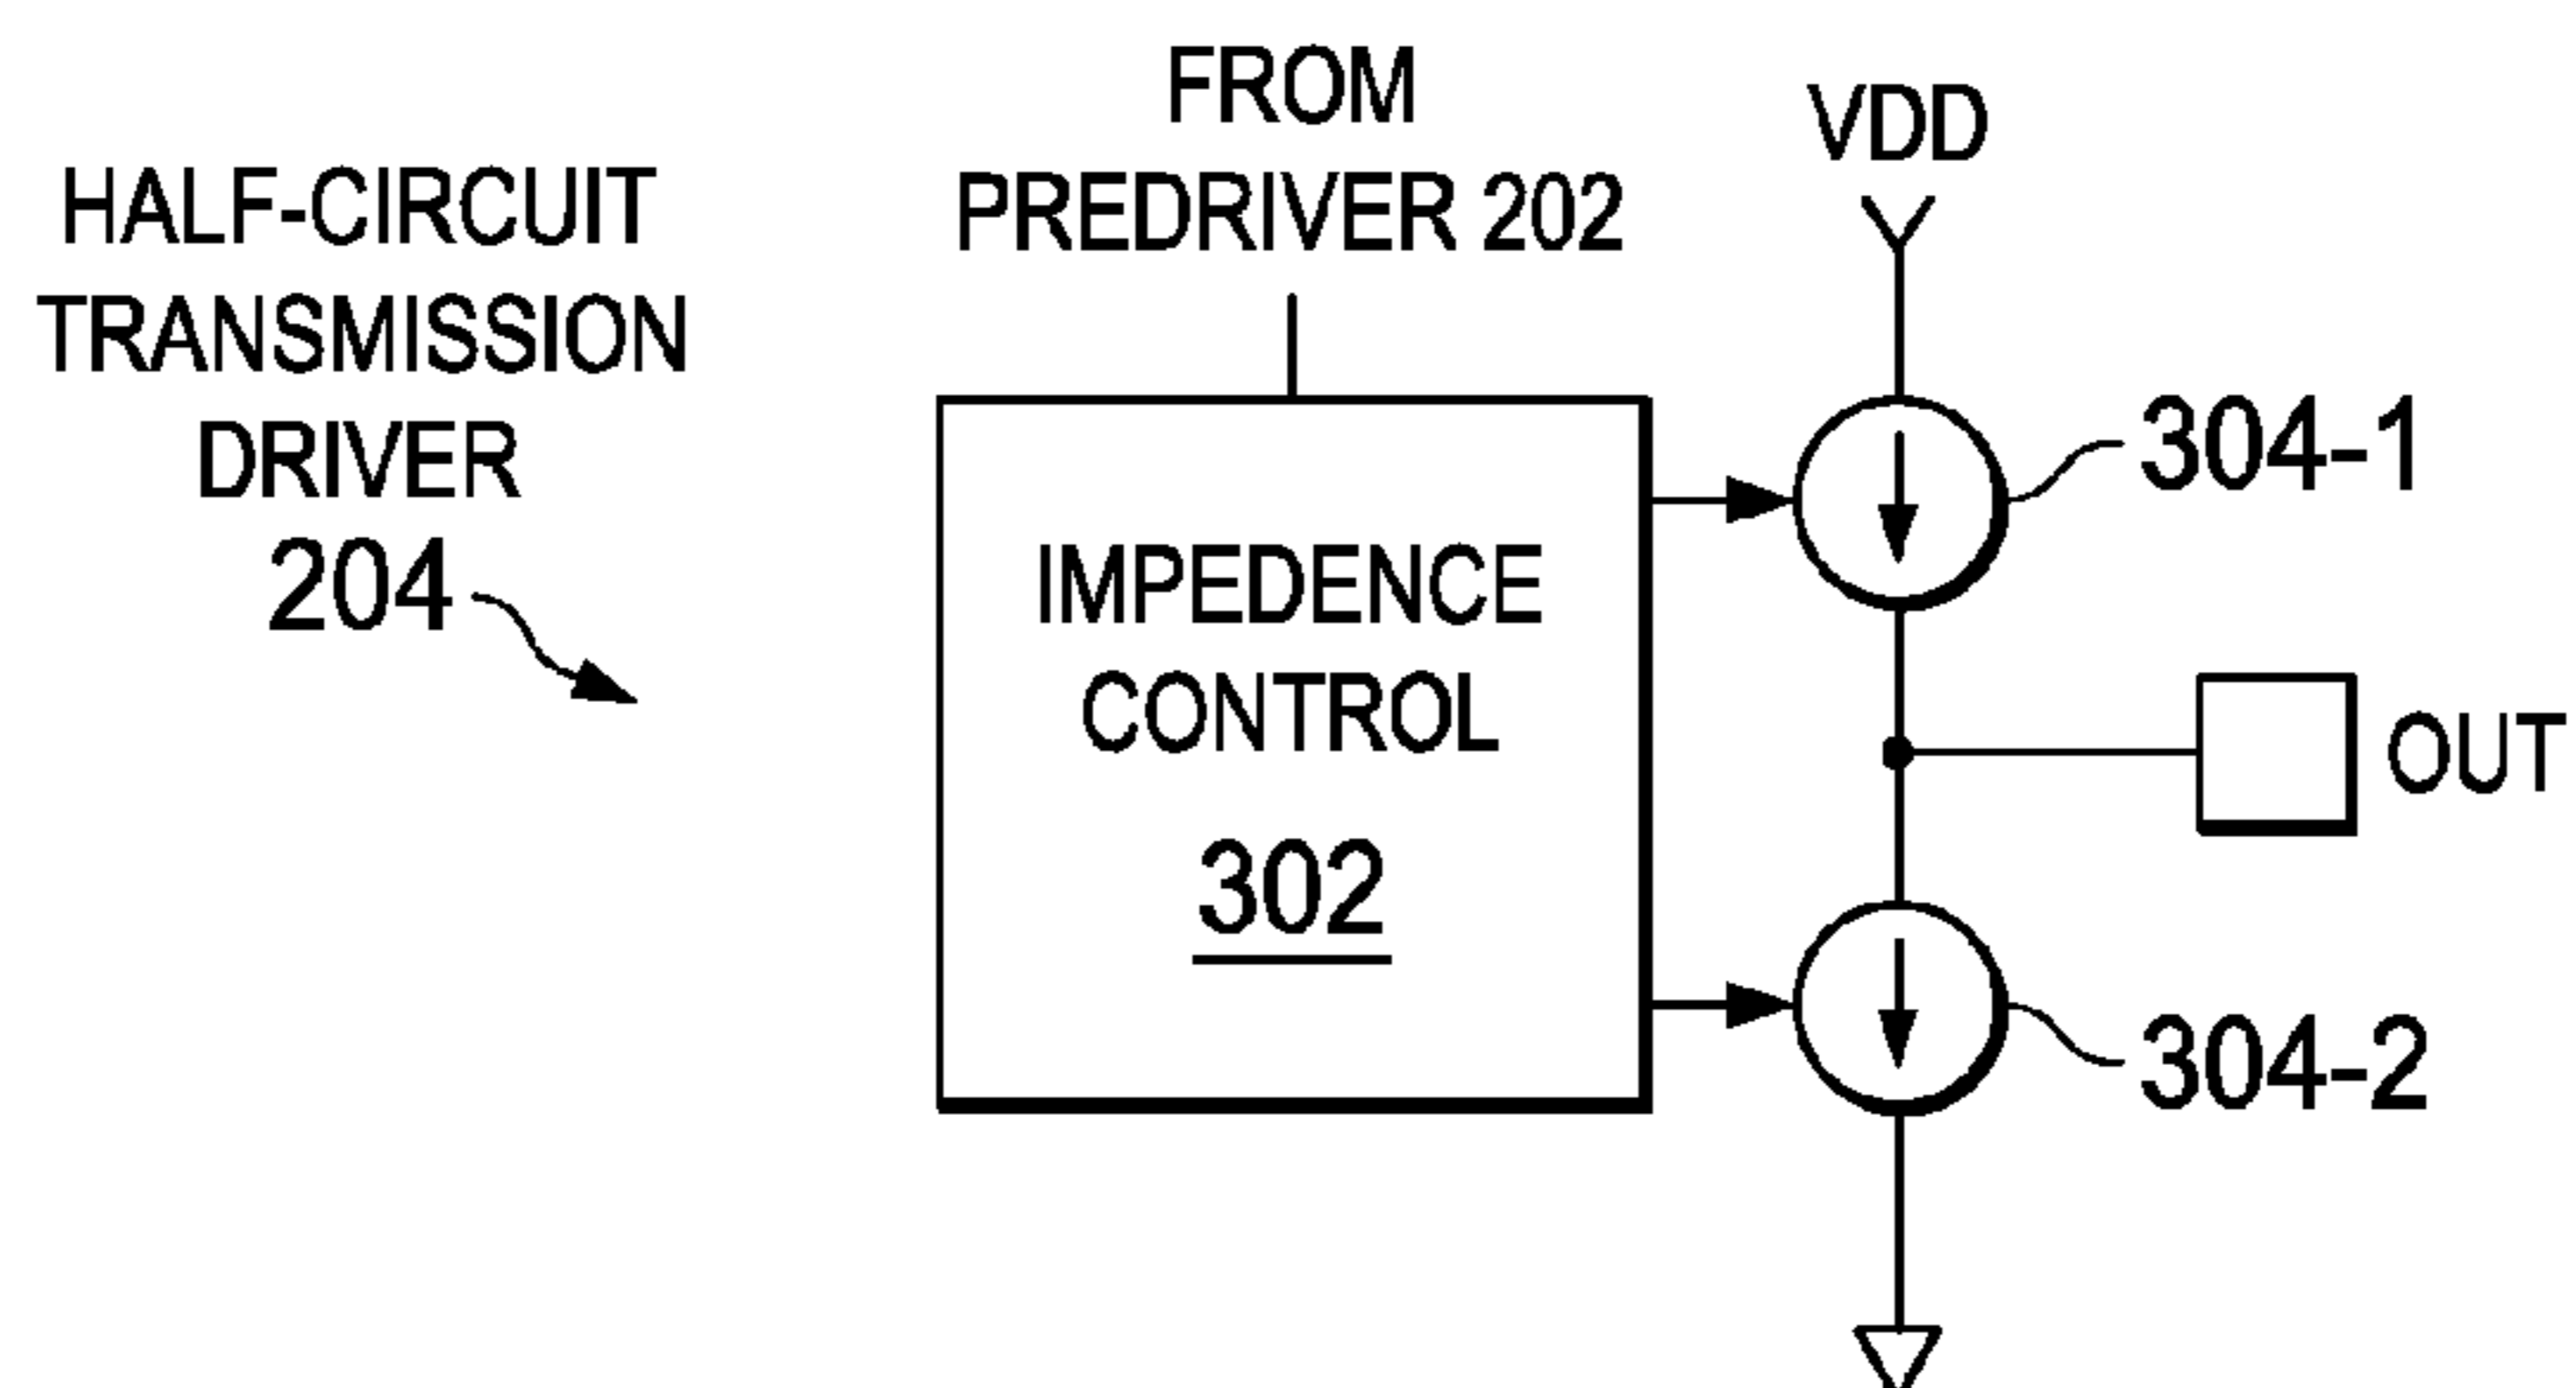 HALF-CIRCUIT
TRANSMISSION
DRIVER
204
FROM
PREDRIVER 202
VDD
IMPEDENCE
CONTROL
302
304-1
OUT
304-2